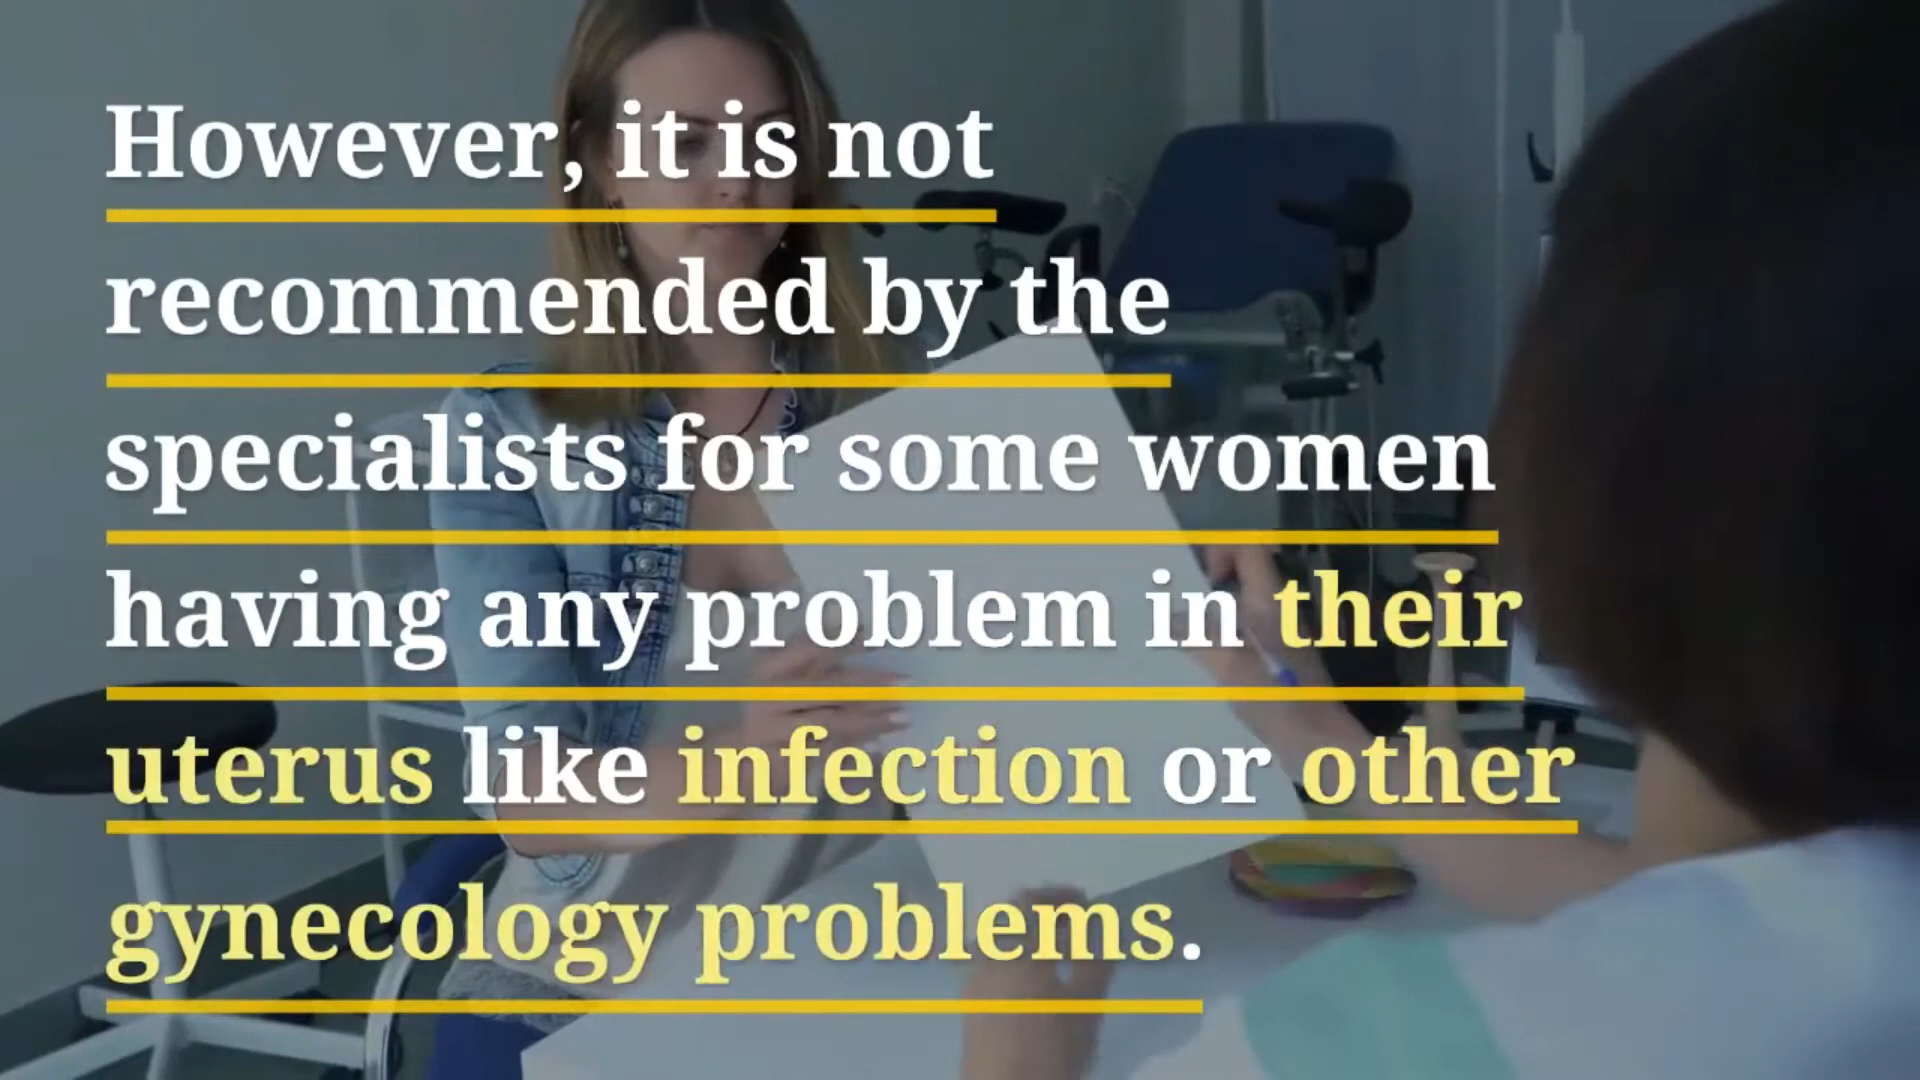 However, it is not
recommended by the
specialists for some women
having any problem in their
uterus like infection or other
gynecology problems.